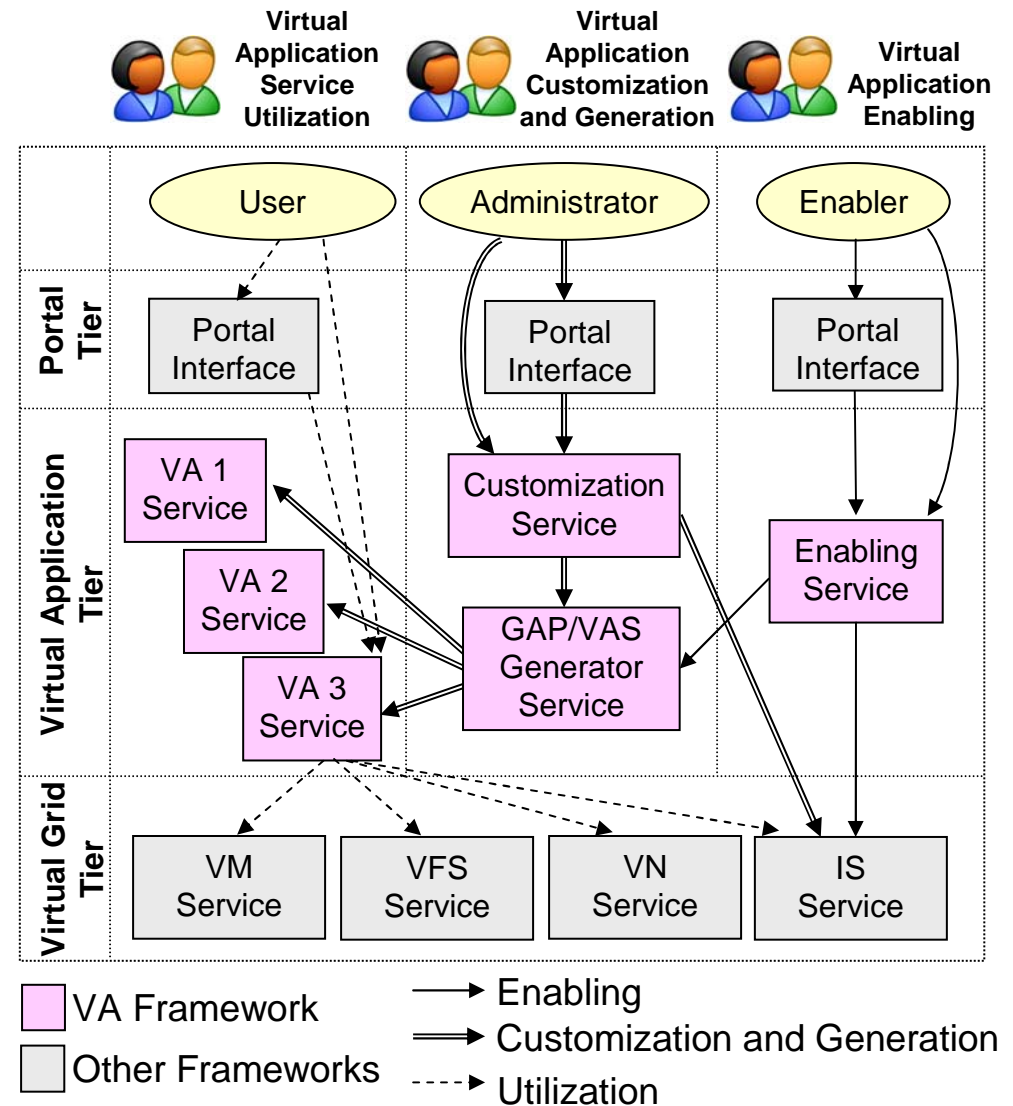 Virtual
Application
Service
Utilization
Virtual
Application
Customization
and Generation
Virtual
Application
Enabling
User
Administrator
Enabler
Portal
Tier
Portal
Interface
Portal
Interface
Portal
Interface
Virtual Application
Tier
VA 1
Service
VA 2
Service
VA 3
Service
Customization
Service
GAP/VAS
Generator
Service
Enabling
Service
Virtual Grid
Tier
VM
Service
VFS
Service
VN
Service
IS
Service
VA Framework
Other Frameworks
Enabling
Customization and Generation
Utilization